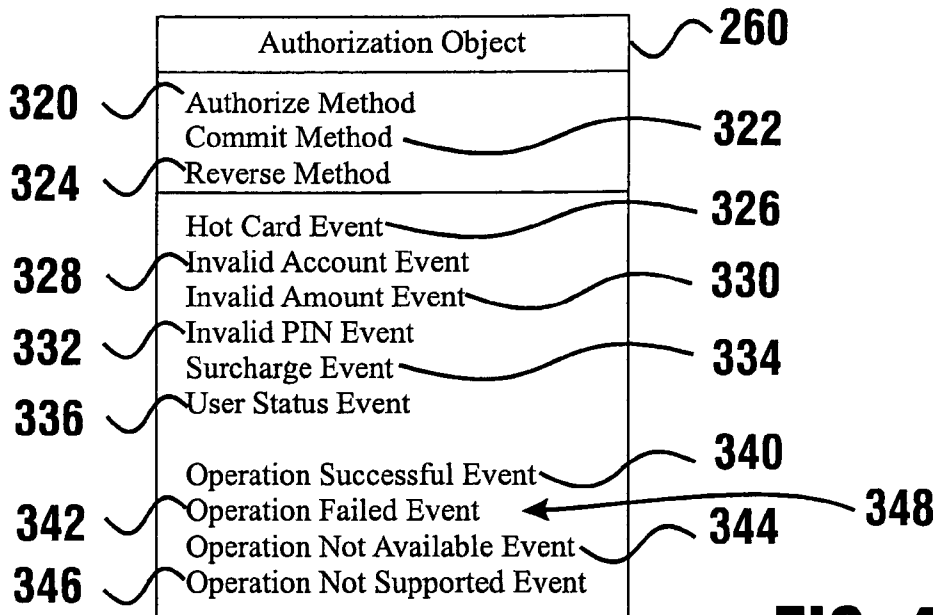 Authorization Object 260
320 Authorize Method
Commit Method 322
324 Reverse Method
Hot Card Event 326
328 Invalid Account Event
Invalid Amount Event 330
332 Invalid PIN Event
Surcharge Event 334
336 User Status Event
Operation Successful Event 340
342 Operation Failed Event 348
Operation Not Available Event 344
346 Operation Not Supported Event